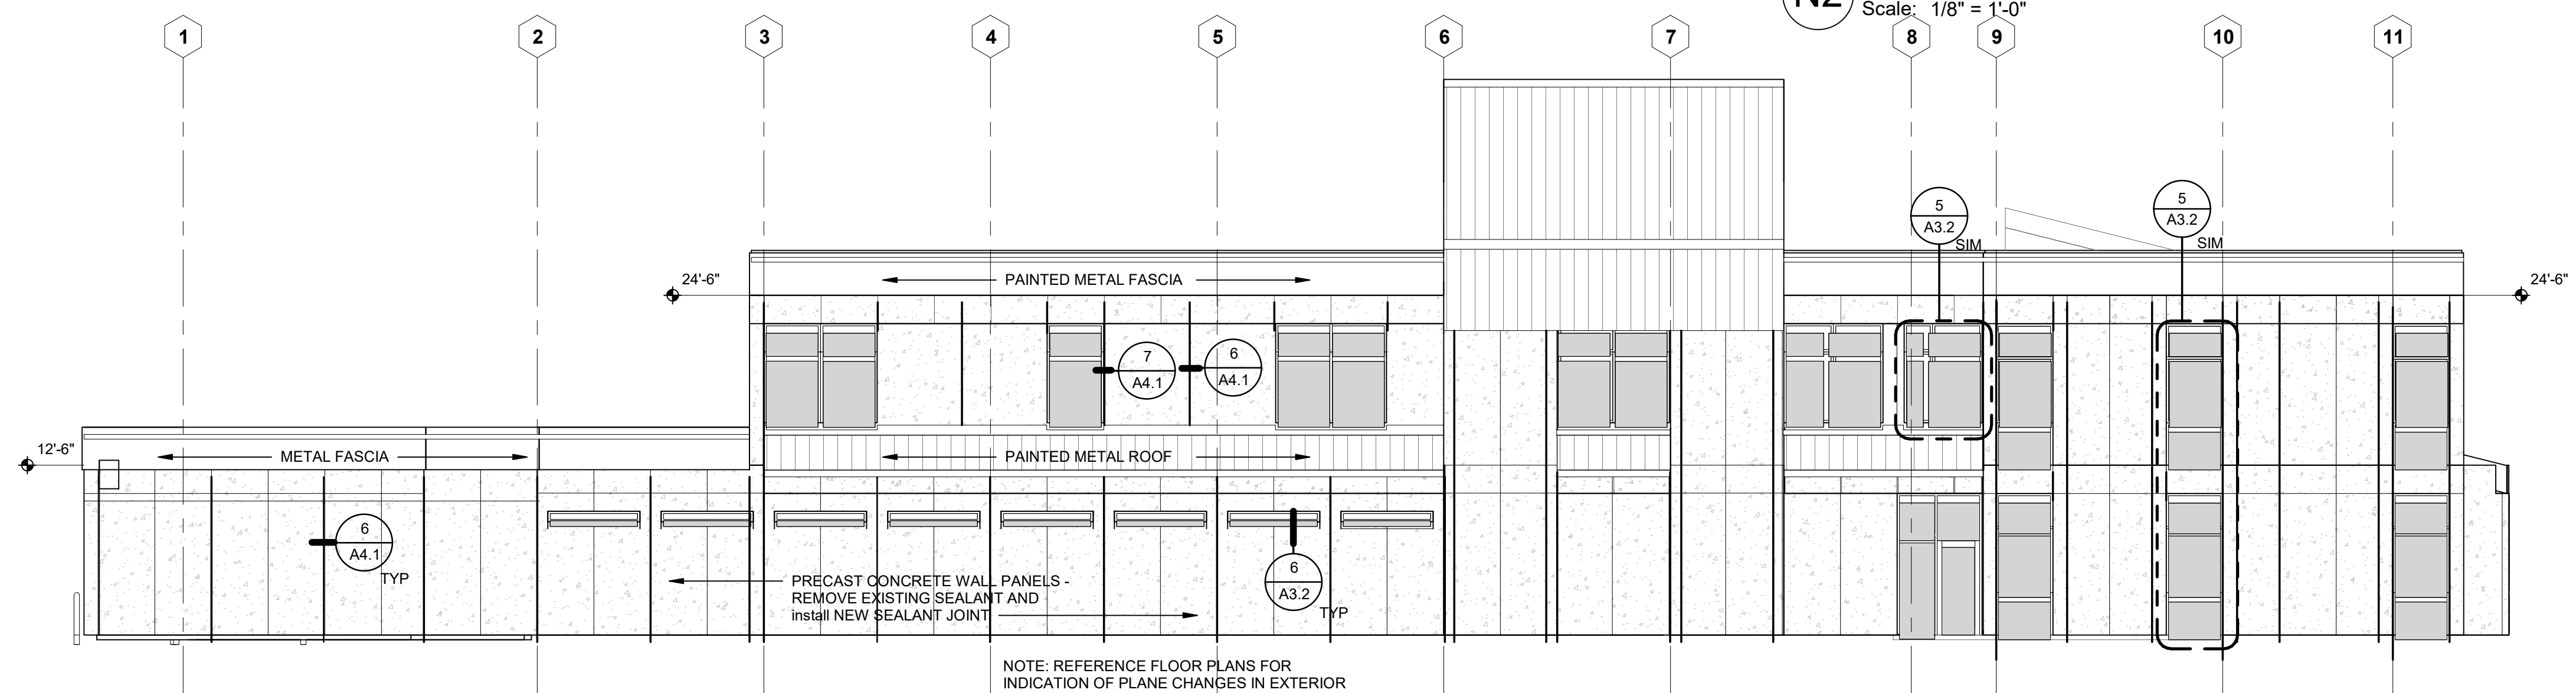 N2
Scale: 1/8" = 1'-0"
1
2
3
4
5
6
7
8
9
10
11
5
A3.2
SIM
5
A3.2
SIM
24'-6"
PAINTED METAL FASCIA
24'-6"
7
A4.1
6
A4.1
12'-6"
METAL FASCIA
PAINTED METAL ROOF
6
A4.1
TYP
6
A3.2
TYP
PRECAST CONCRETE WALL PANELS -
REMOVE EXISTING SEALANT AND
install NEW SEALANT JOINT
NOTE: REFERENCE FLOOR PLANS FOR
INDICATION OF PLANE CHANGES IN EXTERIOR